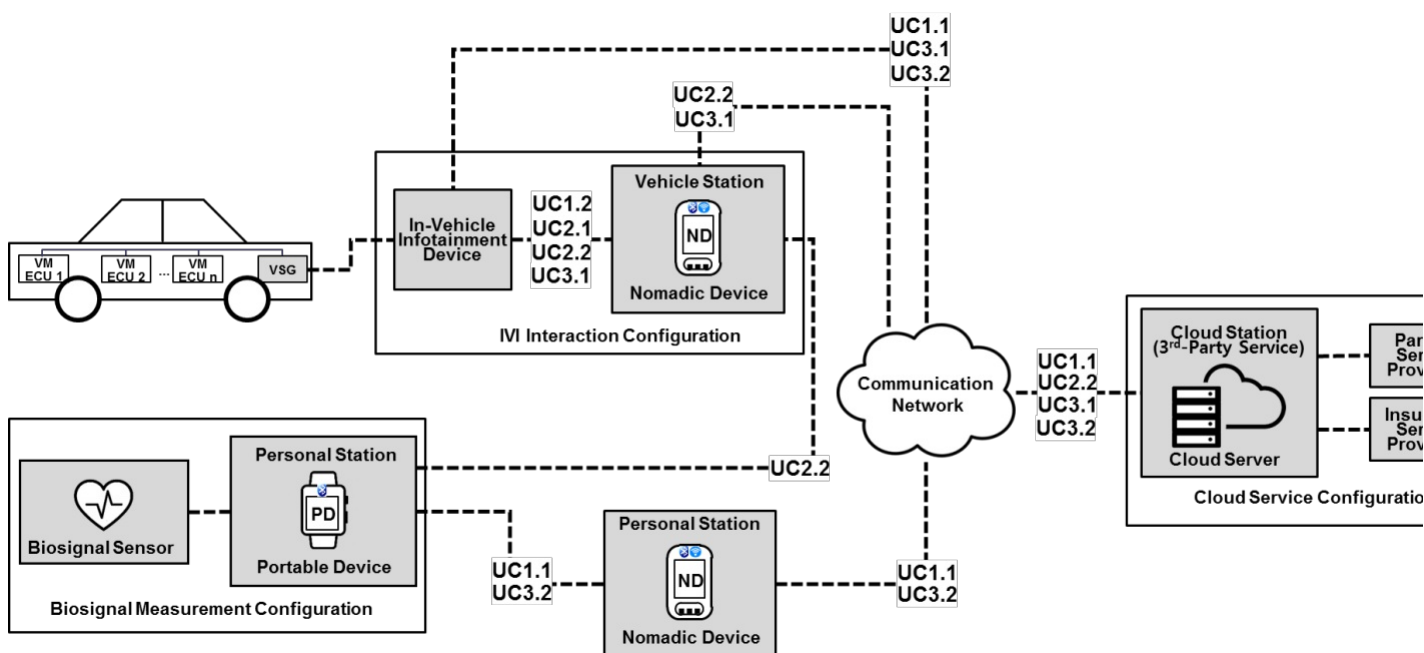 UC1.1
UC3.1
UC3.2
UC2.2
UC3.1
Vehicle Station
ND
Nomadic Device
In-Vehicle
Infotainment
Device
UC1.2
UC2.1
UC2.2
UC3.1
IVI Interaction Configuration
VM
ECU 1
VM
ECU 2
...
VM
ECU n
VSG
Communication
Network
UC1.1
UC2.2
UC3.1
UC3.2
Cloud Station
(3rd-Party Service)
Cloud Server
Cloud Service
UC2.2
Personal Station
PD
Portable Device
Biosignal Sensor
Biosignal Measurement Configuration
UC1.1
UC3.2
Personal Station
ND
Nomadic Device
UC1.1
UC3.2